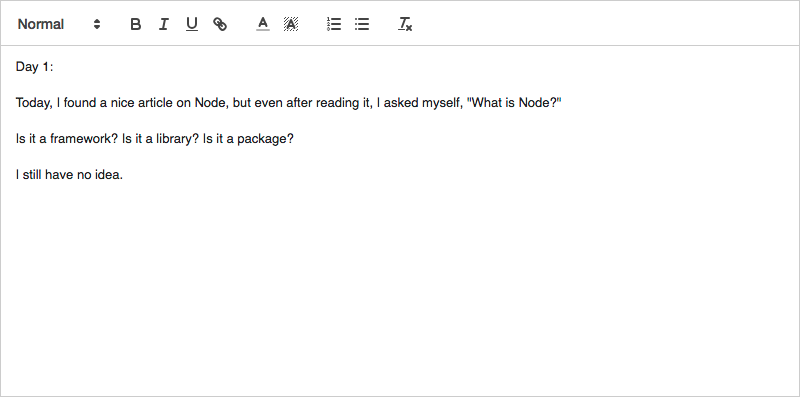 Normal
Day 1:
Today, I found a nice article on Node, but even after reading it, I asked myself, "What is Node?"
Is it a framework? Is it a library? Is it a package?
I still have no idea.